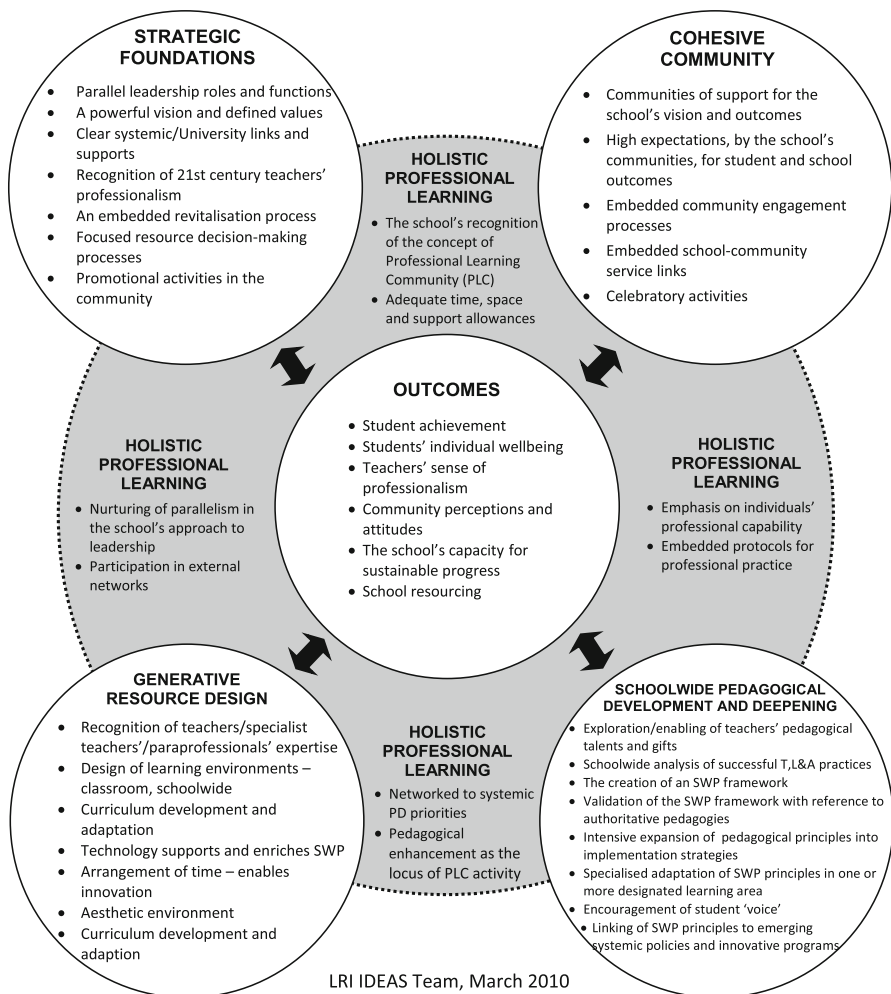 STRATEGIC
FOUNDATIONS
• Parallel leadership roles and functions
• A powerful vision and defined values
• Clear systemic/University links and
supports
• Recognition of 21st century teachers’
professionalism
• An embedded revitalisation process
• Focused resource decision-making
processes
• Promotional activities in the
community
COHESIVE
COMMUNITY
• Communities of support for the
school’s vision and outcomes
• High expectations, by the school’s
communities, for student and school
outcomes
• Embedded community engagement
processes
• Embedded school-community
service links
• Celebratory activities
HOLISTIC
PROFESSIONAL
LEARNING
• The school’s recognition
of the concept of
Professional Learning
Community (PLC)
• Adequate time, space
and support allowances
OUTCOMES
• Student achievement
• Students’ individual wellbeing
• Teachers’ sense of
professionalism
• Community perceptions and
attitudes
• The school’s capacity for
sustainable progress
• School resourcing
HOLISTIC
PROFESSIONAL
LEARNING
• Nurturing of parallelism in
the school’s approach to
leadership
• Participation in external
networks
HOLISTIC
PROFESSIONAL
LEARNING
• Emphasis on individuals’
professional capability
• Embedded protocols for
professional practice
GENERATIVE
RESOURCE DESIGN
• Recognition of teachers/specialist
teachers’/paraprofessionals’ expertise
• Design of learning environments –
classroom, schoolwide
• Curriculum development and
adaptation
• Technology supports and enriches SWP
• Arrangement of time – enables
innovation
• Aesthetic environment
• Curriculum development and
adaption
HOLISTIC
PROFESSIONAL
LEARNING
• Networked to systemic
PD priorities
• Pedagogical
enhancement as the
locus of PLC activity
SCHOOLWIDE PEDAGOGICAL
DEVELOPMENT AND DEEPENING
• Exploration/enabling of teachers’ pedagogical
talents and gifts
• Schoolwide analysis of successful T,L&A practices
• The creation of an SWP framework
• Validation of the SWP framework with reference to
authoritative pedagogies
• Intensive expansion of pedagogical principles into
implementation strategies
• Specialised adaptation of SWP principles in one or
more designated learning area
• Encouragement of student ‘voice’
• Linking of SWP principles to emerging
systemic policies and innovative programs
LRI IDEAS Team, March 2010